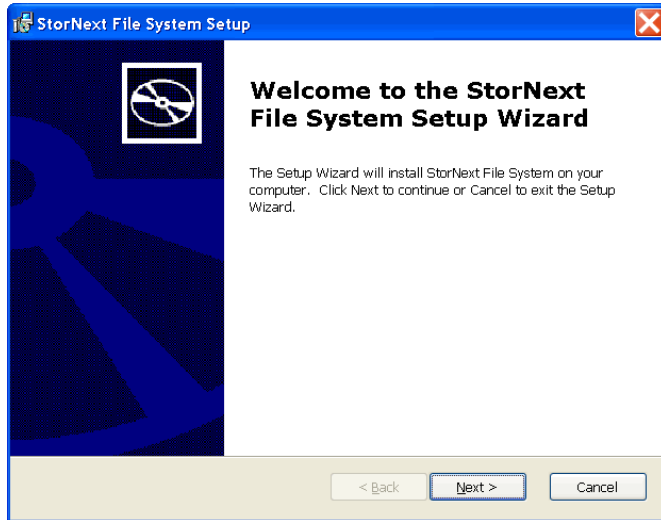 StorNext File System Setup
Welcome to the StorNext
File System Setup Wizard
The Setup Wizard will install StorNext File System on your
computer. Click Next to continue or Cancel to exit the Setup
Wizard.
< Back
Next >
Cancel